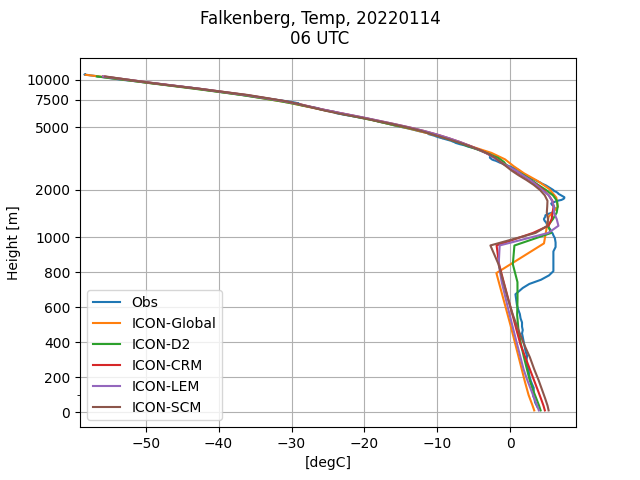 Falkenberg, Temp, 20220114
06 UTC
Height [m]
10000
7500
5000
2000
1000
800
600
400
200
0
Obs
ICON-Global
ICON-D2
ICON-CRM
ICON-LEM
ICON-SCM
−50
−40
−30
−20
−10
0
[degC]